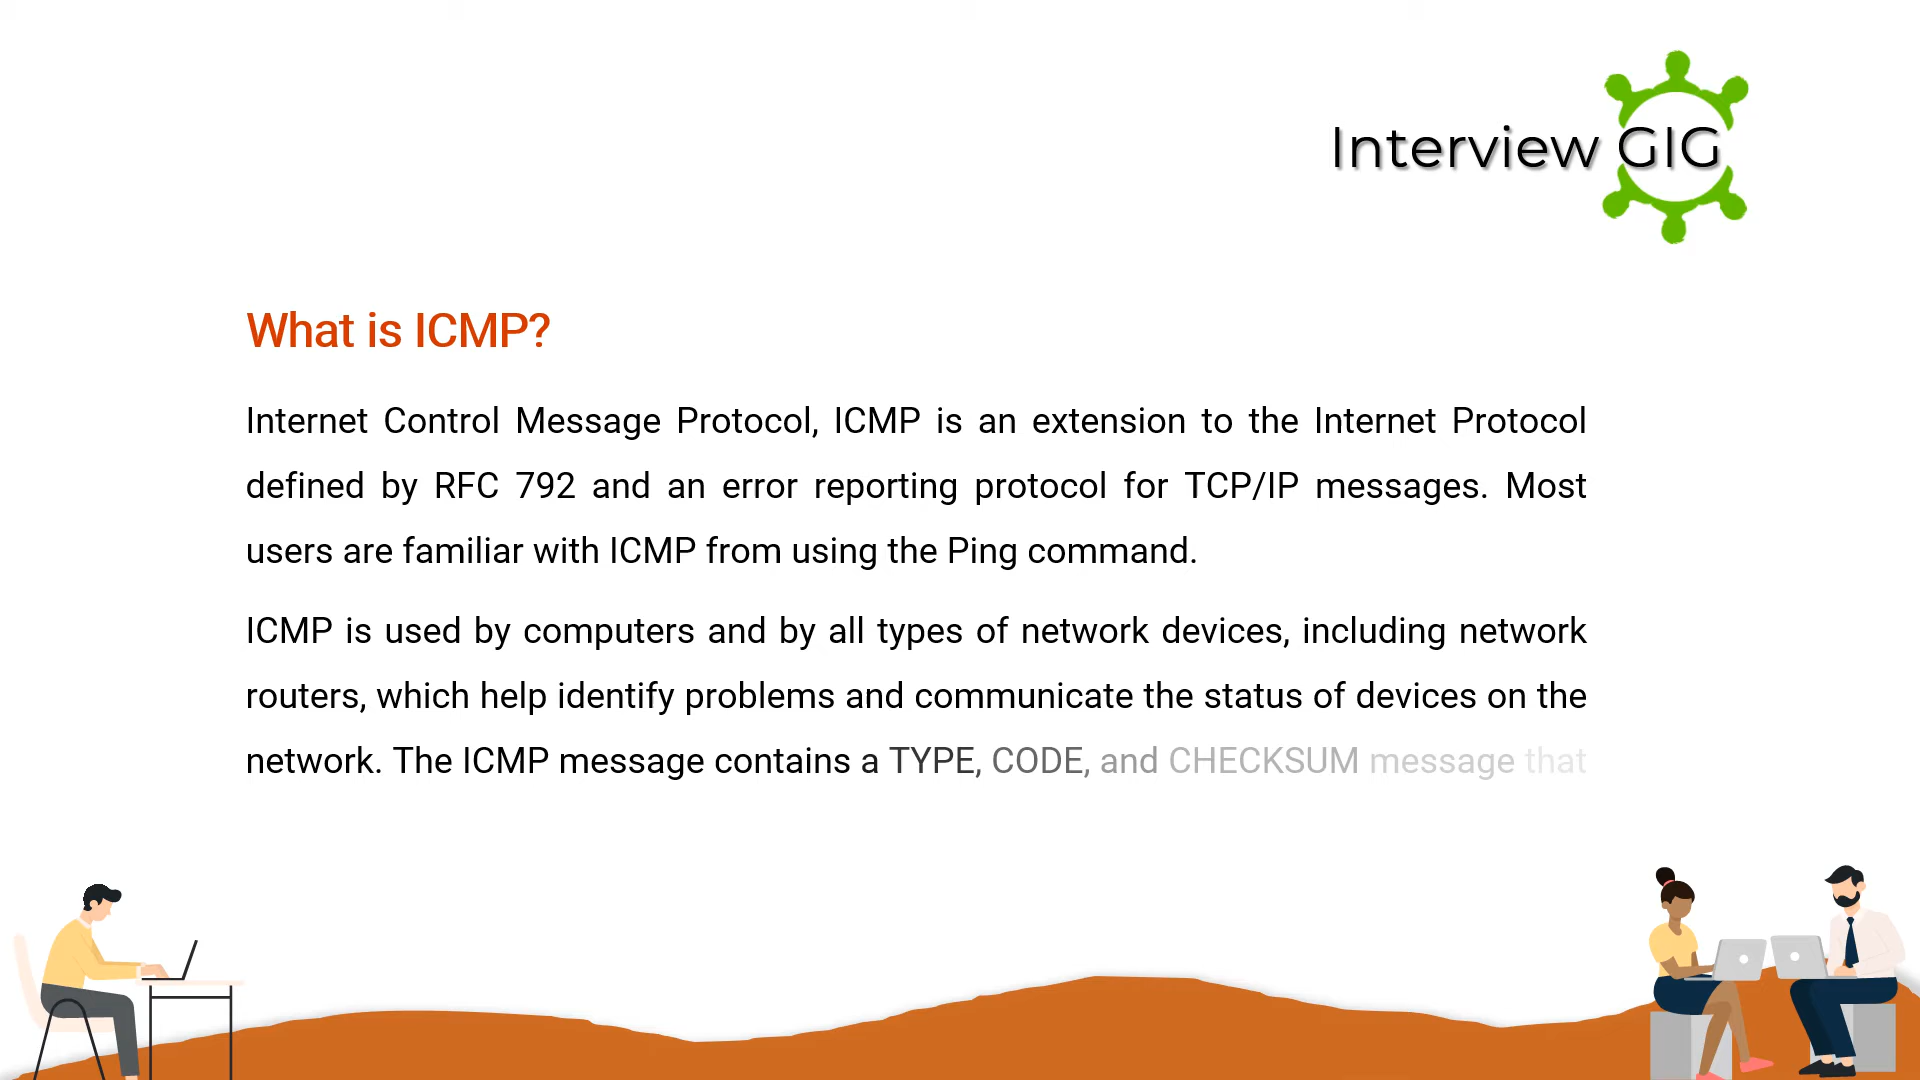 Interview GIG
What is ICMP?
Internet Control Message Protocol, ICMP is an extension to the Internet Protocol
defined by RFC 792 and an error reporting protocol for TCP/IP messages. Most
users are familiar with ICMP from using the Ping command.
ICMP is used by computers and by all types of network devices, including network
routers, which help identify problems and communicate the status of devices on the
network. The ICMP message contains a TYPE, CODE, and CHECKSUM message that